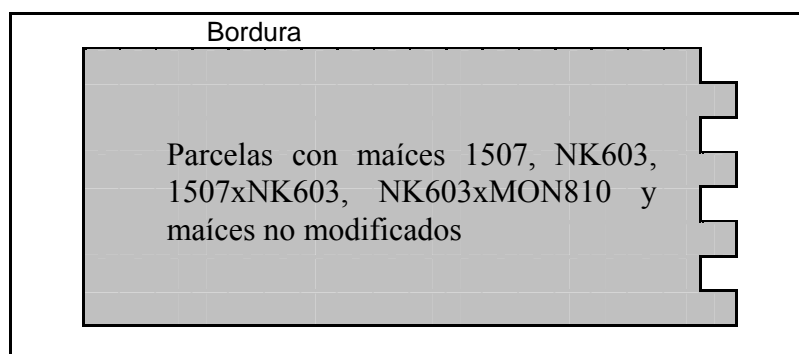 Bordura
Parcelas con maíces 1507, NK603,
1507xNK603, NK603xMON810 y
maíces no modificados